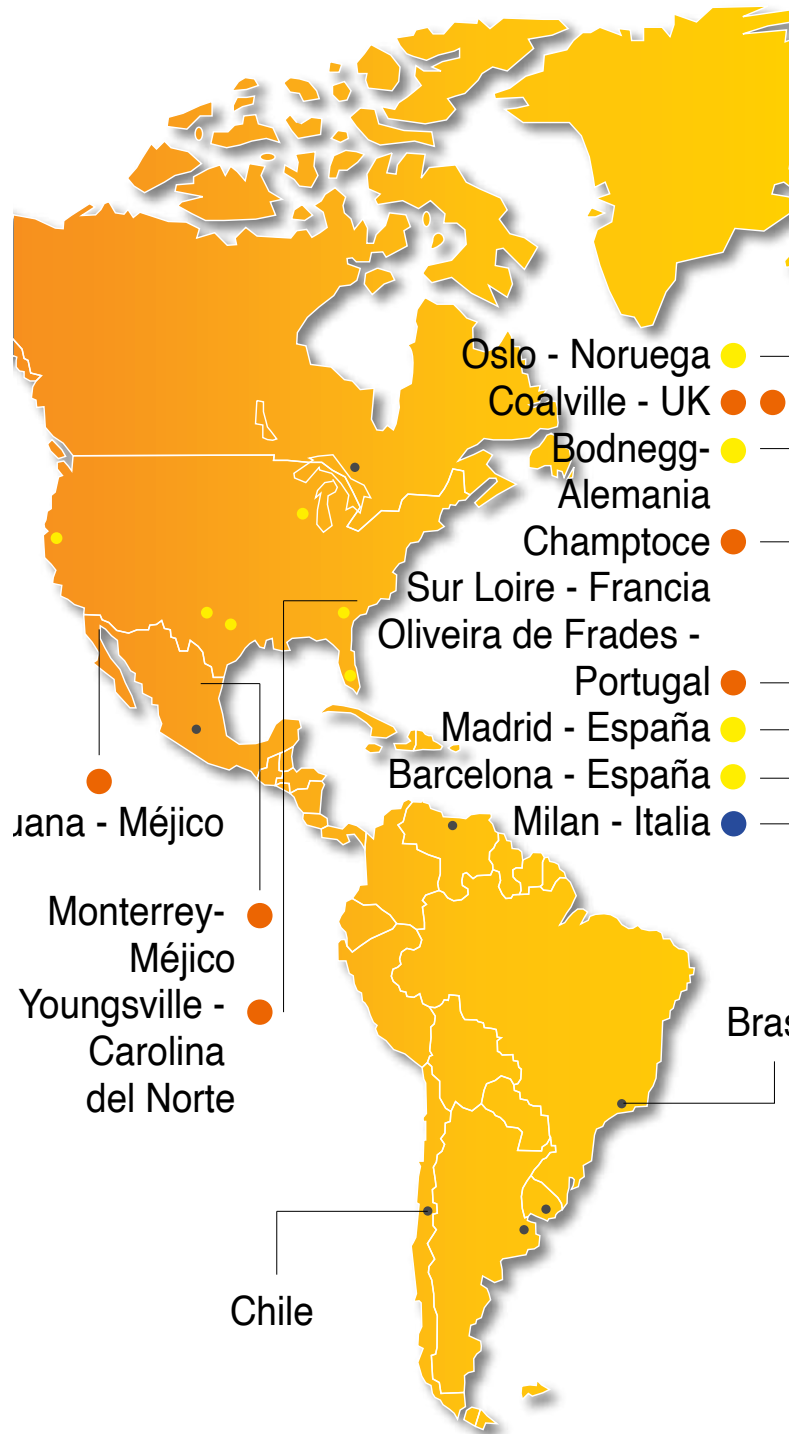 Oslo - Noruega
Coalville - UK
Bodnegg-
Alemania
Champtoce
Sur Loire - Francia
Oliveira de Frades -
Portugal
Madrid - España
Barcelona - España
Milan - Italia
- Méjico
Monterrey-
Méjico
Youngsville -
Carolina
del Norte
Chile